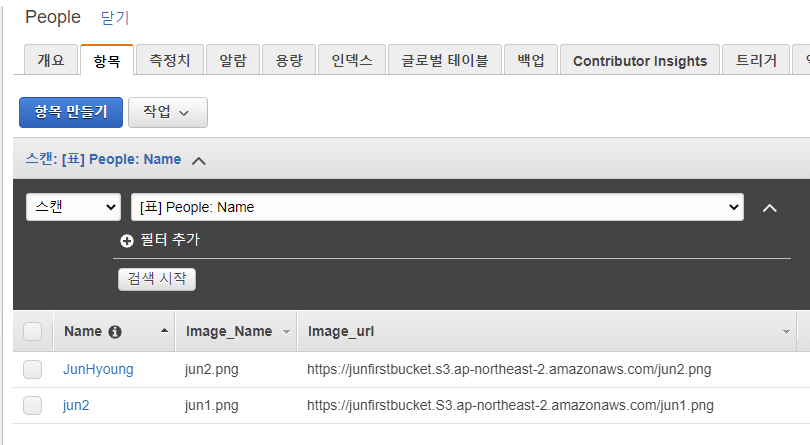 People 닫기
개요 항목 측정치 알람 용량 인덱스 글로벌 테이블 백업 Contributor Insights 트리거
항목 만들기 작업
스캔: [표] People: Name
스캔 [표] People: Name
필터 추가
검색 시작
Name Image_Name Image_url
JunHyoung jun2.png https://junfirstbucket.s3.ap-northeast-2.amazonaws.com/jun2.png
jun2 jun1.png https://junfirstbucket.S3.ap-northeast-2.amazonaws.com/jun1.png